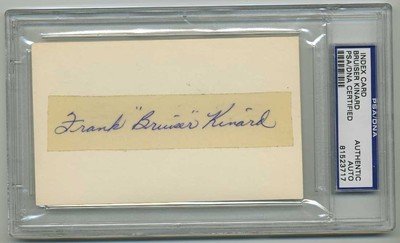 Frank "Bruiser" Kinard
INDEX CARD
BRUISER KINARD
PSA/DNA CERTIFIED
AUTHENTIC
AUTO
81523717
PSA/DNA